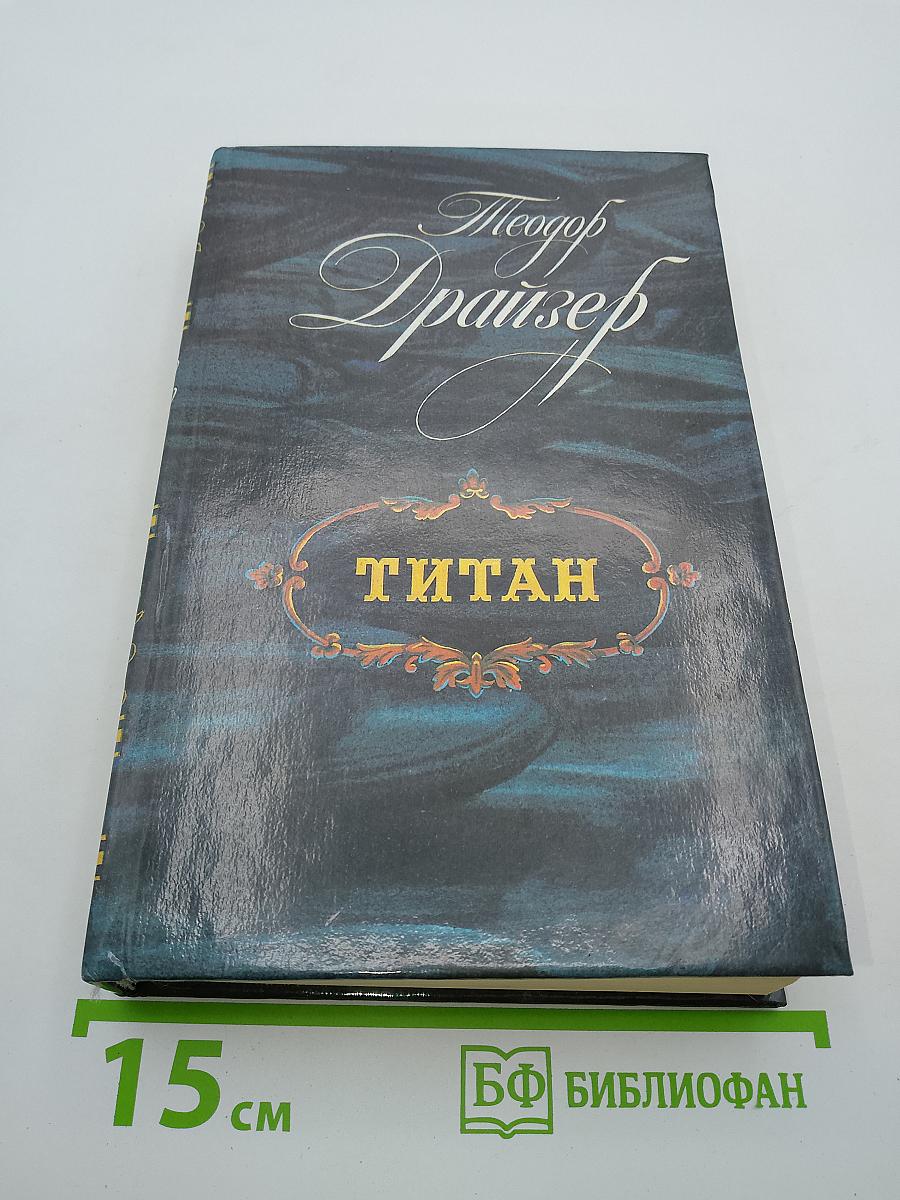 Теодор
Драйзер
ТИТАН
15 см
БФ БИБЛИОФАН